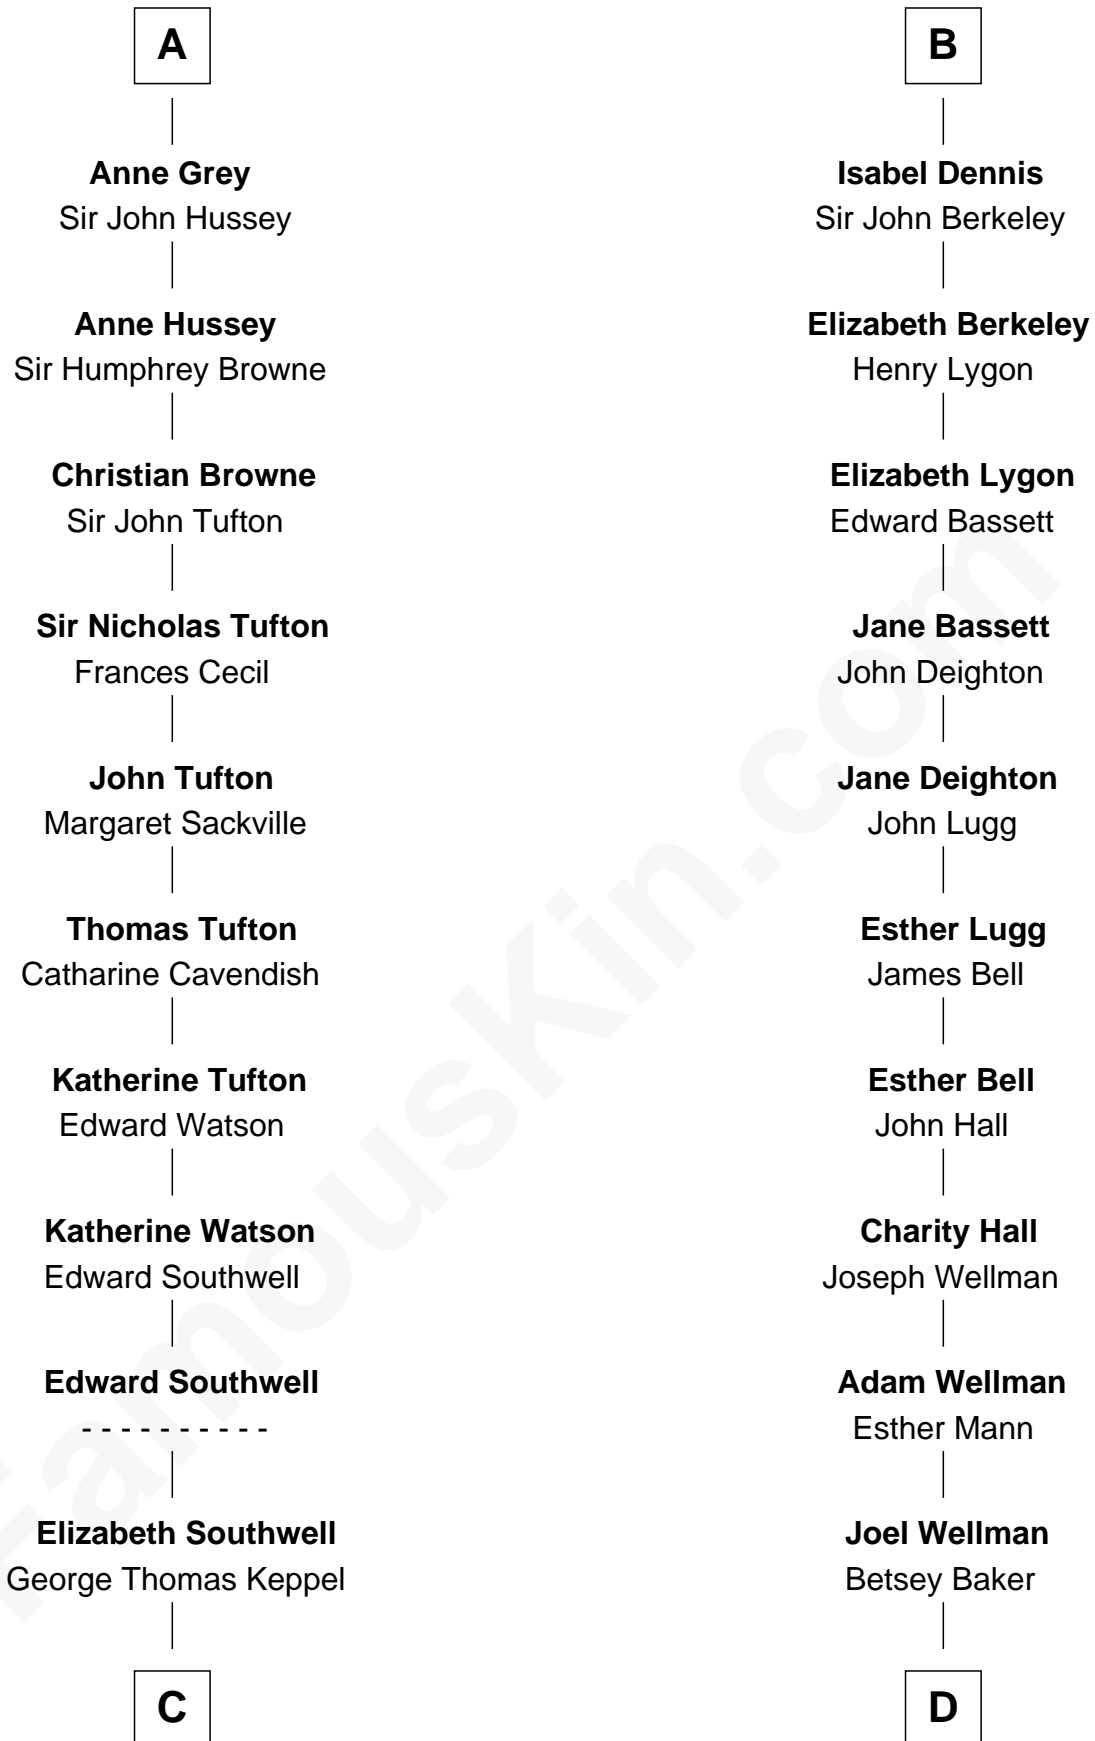 A
Anne Grey
Sir John Hussey
Anne Hussey
Sir Humphrey Browne
Christian Browne
Sir John Tufton
Sir Nicholas Tufton
Frances Cecil
John Tufton
Margaret Sackville
Thomas Tufton
Catharine Cavendish
Katherine Tufton
Edward Watson
Katherine Watson
Edward Southwell
Edward Southwell
- - - - - - - - - -
Elizabeth Southwell
George Thomas Keppel
C
B
Isabel Dennis
Sir John Berkeley
Elizabeth Berkeley
Henry Lygon
Elizabeth Lygon
Edward Bassett
Jane Bassett
John Deighton
Jane Deighton
John Lugg
Esther Lugg
James Bell
Esther Bell
John Hall
Charity Hall
Joseph Wellman
Adam Wellman
Esther Mann
Joel Wellman
Betsey Baker
D
FamousKin.com